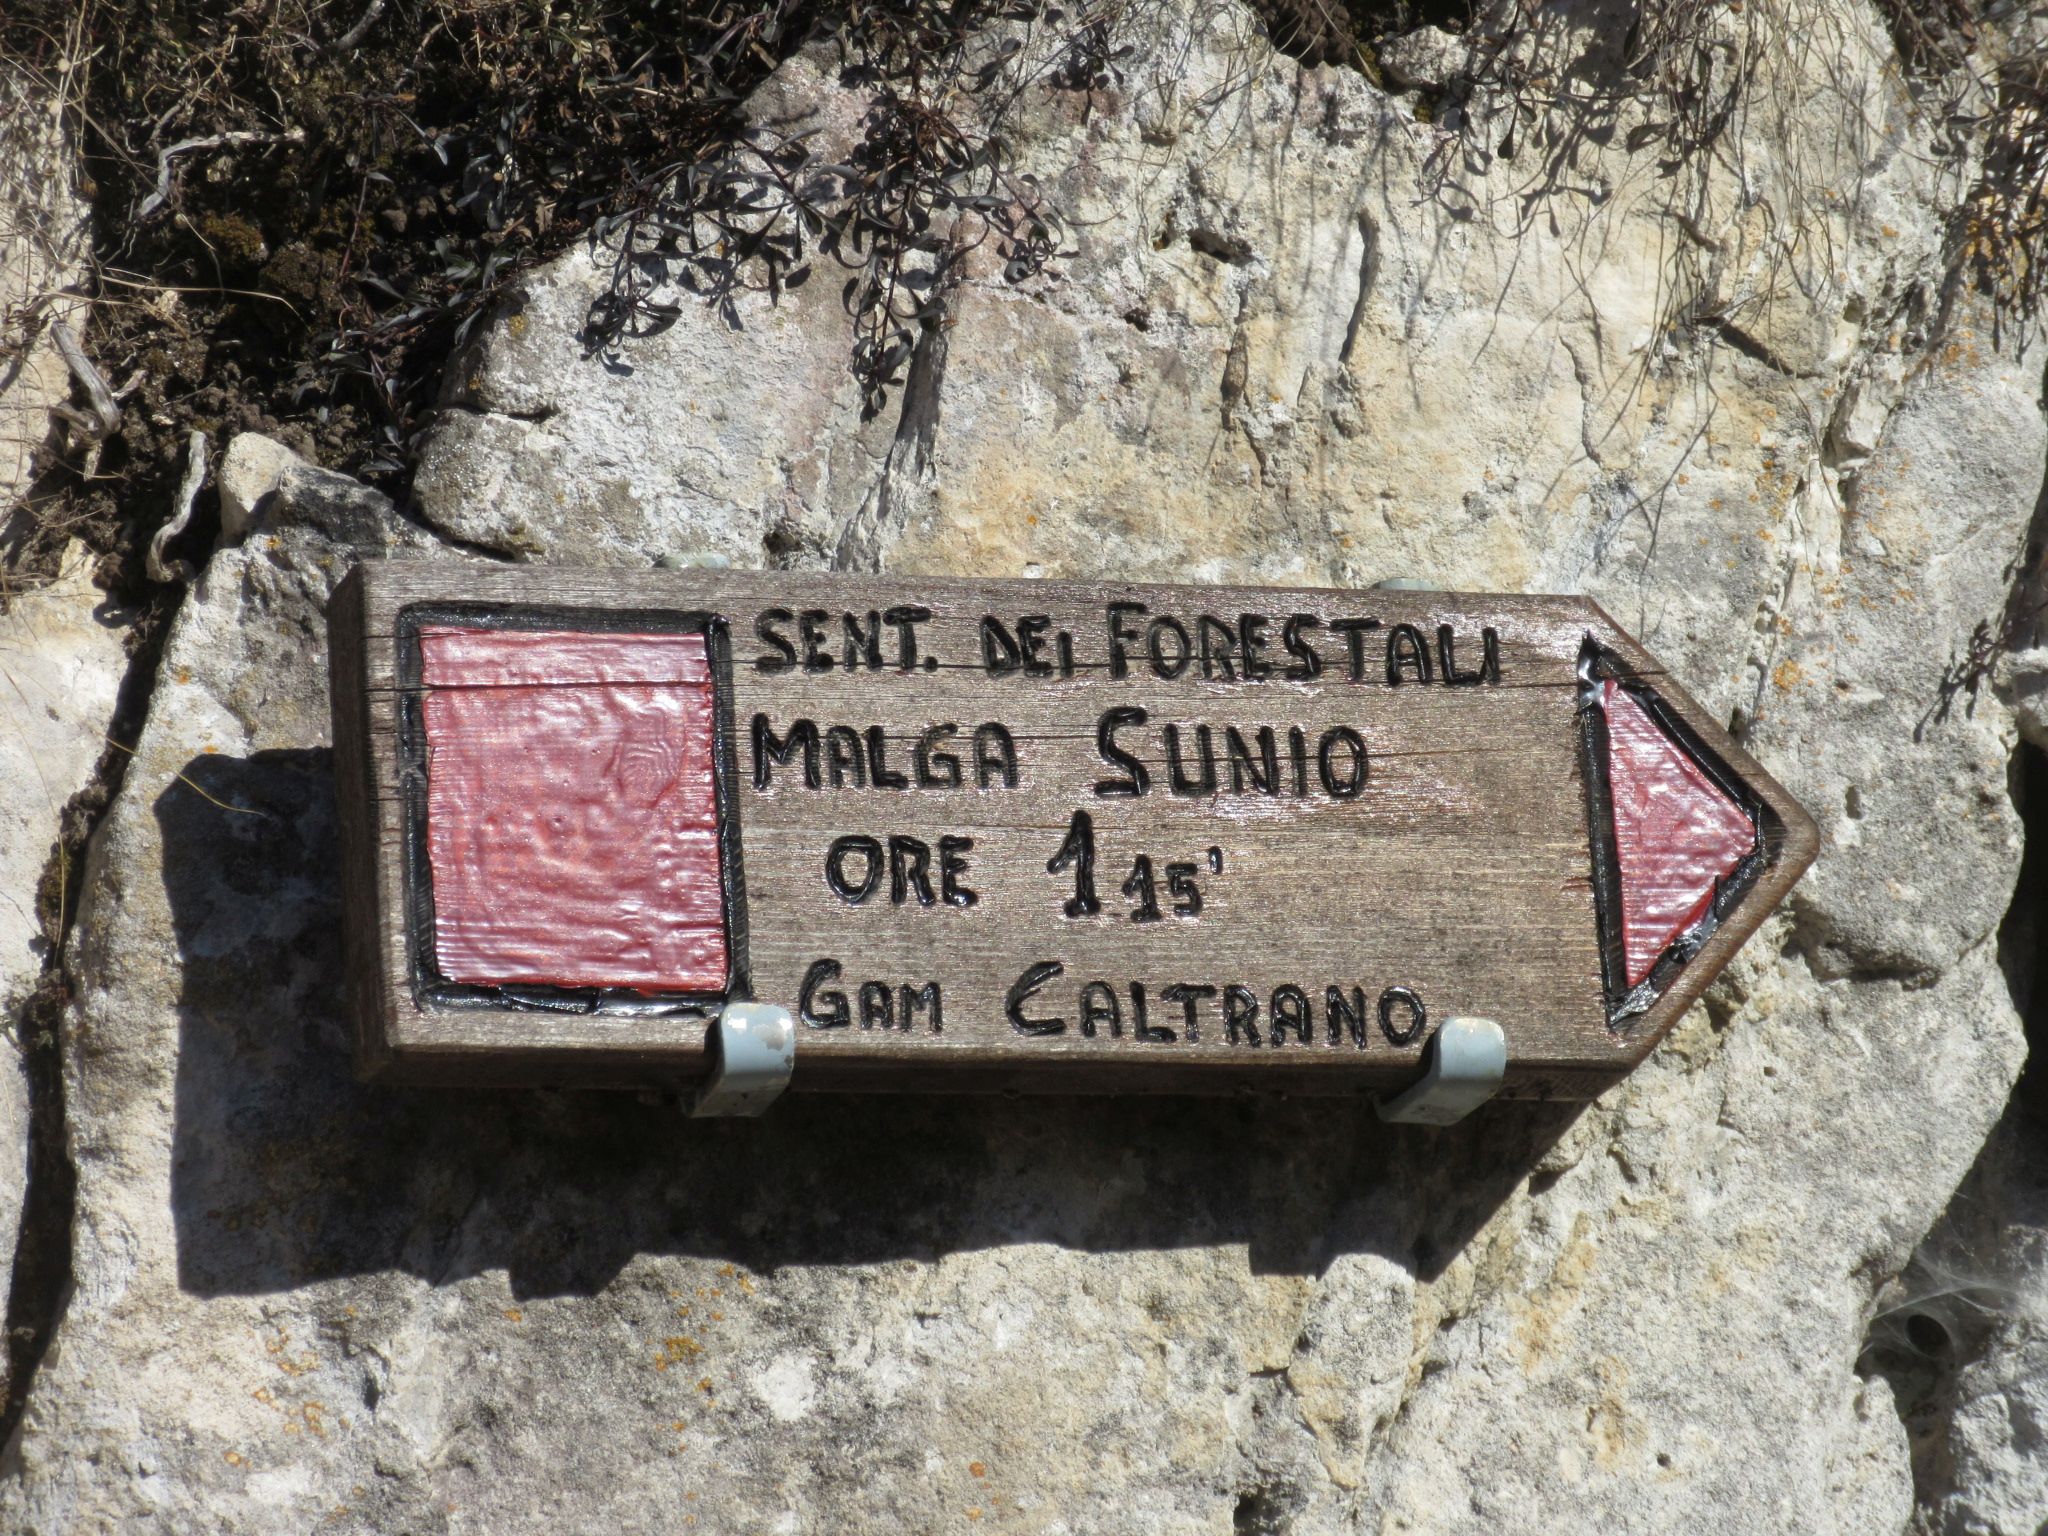 SENT. DEI FORESTALI
MALGA SUNIO
ORE 1 15'
GAM CALTRANO